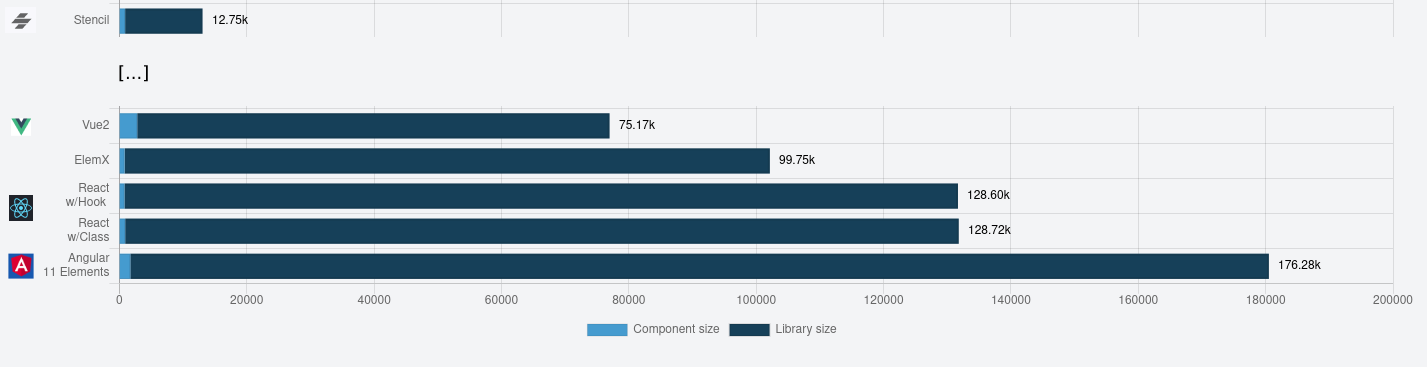 Stencil 12.75k
[...]
Vue2 75.17k
ElemX 99.75k
React
w/Hook 128.60k
React
w/Class 128.72k
Angular
11 Elements 176.28k
0 20000 40000 60000 80000 100000 120000 140000 160000 180000 200000
Component size Library size